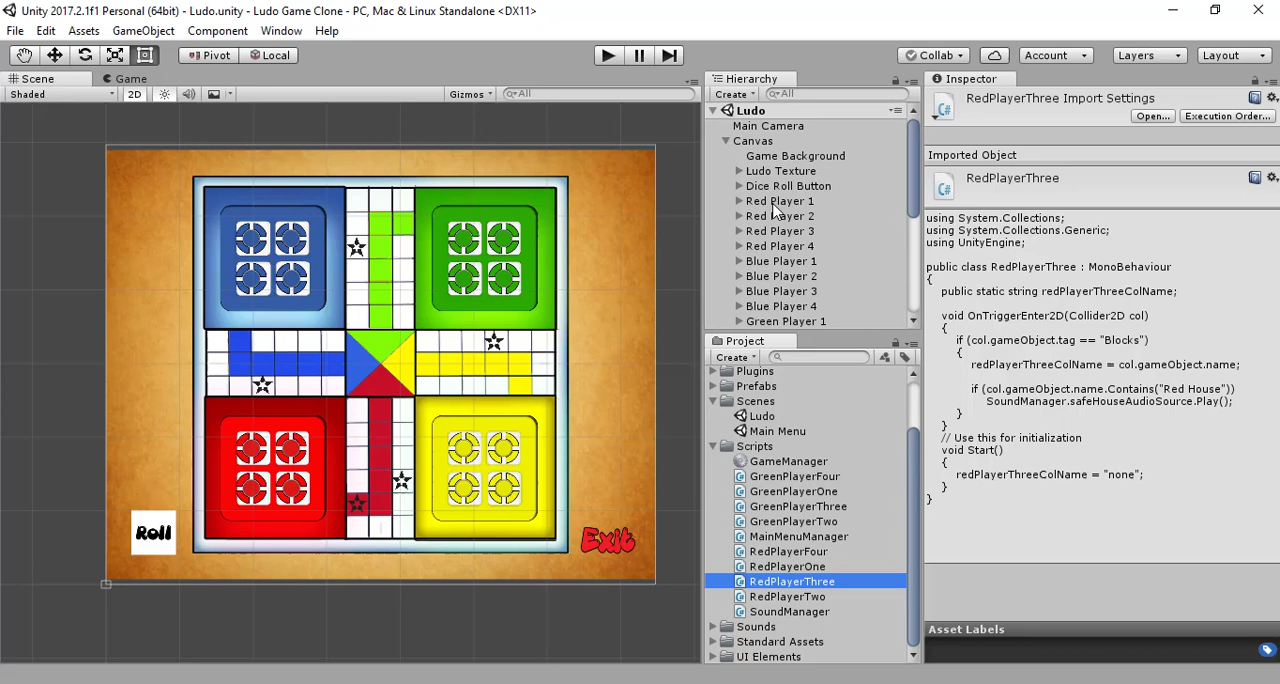 Unity 2017.2.1f1 Personal (64bit) - Ludo.unity - Ludo Game Clone - PC, Mac & Linux Standalone <DX11>
File Edit Assets GameObject Component Window Help
Pivot Local Collab Account Layers Layout
Scene Game
Shaded 2D Gizmos All
Roll
Exit
Hierarchy
Create All
Ludo
Main Camera
Canvas
Game Background
Ludo Texture
Dice Roll Button
Red Player 1
Red Player 2
Red Player 3
Red Player 4
Blue Player 1
Blue Player 2
Blue Player 3
Blue Player 4
Green Player 1
Project
Create
Plugins
Prefabs
Scenes
Ludo
Main Menu
Scripts
GameManager
GreenPlayerFour
GreenPlayerOne
GreenPlayerThree
GreenPlayerTwo
MainMenuManager
RedPlayerFour
RedPlayerOne
RedPlayerThree
RedPlayerTwo
SoundManager
Sounds
Standard Assets
UI Elements
Inspector
RedPlayerThree Import Settings
Open... Execution Order...
Imported Object
RedPlayerThree
using System.Collections;
using System.Collections.Generic;
using UnityEngine;
public class RedPlayerThree : MonoBehaviour
{
public static string redPlayerThreeColName;
void OnTriggerEnter2D(Collider2D col)
{
if (col.gameObject.tag == "Blocks")
{
redPlayerThreeColName = col.gameObject.name;
if (col.gameObject.name.Contains("Red House"))
SoundManager.safeHouseAudioSource.Play();
}
}
// Use this for initialization
void Start()
{
redPlayerThreeColName = "none";
}
}
Asset Labels